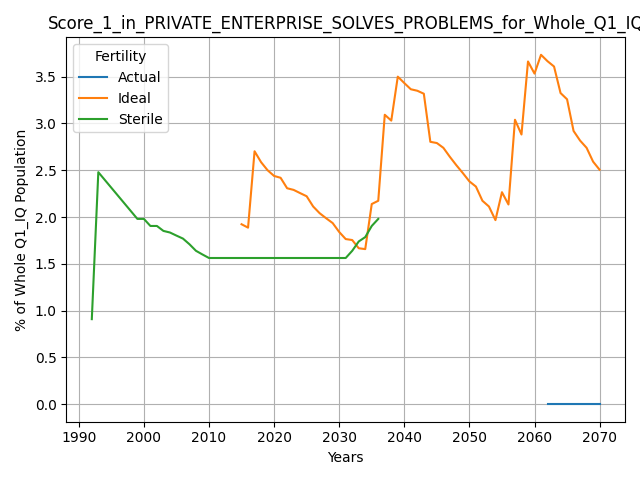 Score_1_in_PRIVATE_ENTERPRISE_SOLVES_PROBLEMS_for_Whole_Q1_IQ
Fertility
Actual
Ideal
Sterile
3.5
3.0
2.5
2.0
1.5
1.0
0.5
0.0
% of Whole Q1_IQ Population
1990 2000 2010 2020 2030 2040 2050 2060 2070
Years